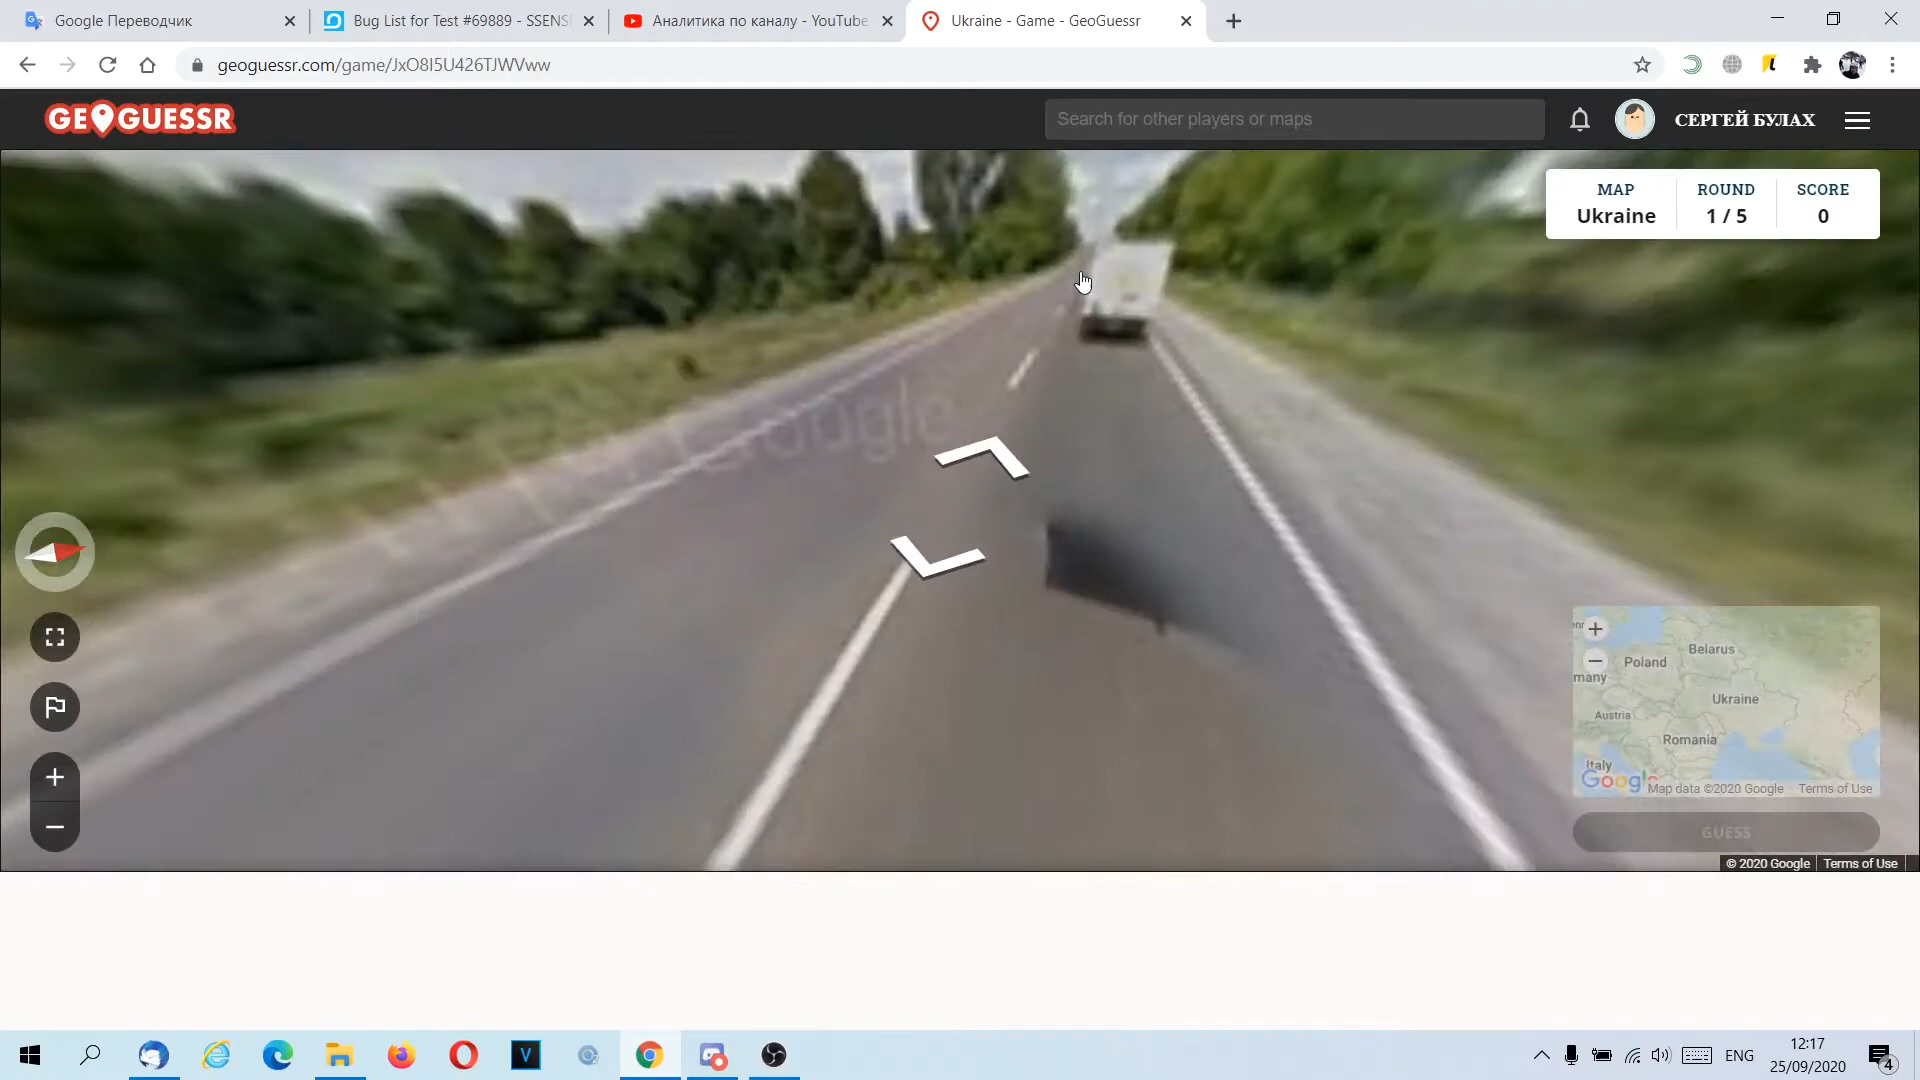 Google Переводчик
Bug List for Test #69889 - SSENS
Аналитика по каналу - YouTube
Ukraine - Game - GeoGuessr
geoguessr.com/game/JxO8I5U426TJWVww
GEOGUESSR
Search for other players or maps
СЕРГЕЙ БУЛАХ
MAP
ROUND
SCORE
Ukraine
1 / 5
0
Google
Belarus
Poland
many
Ukraine
Austria
Romania
Italy
Google
Map data ©2020 Google
Terms of Use
GUESS
© 2020 Google
Terms of Use
ENG
12:17
25/09/2020
4